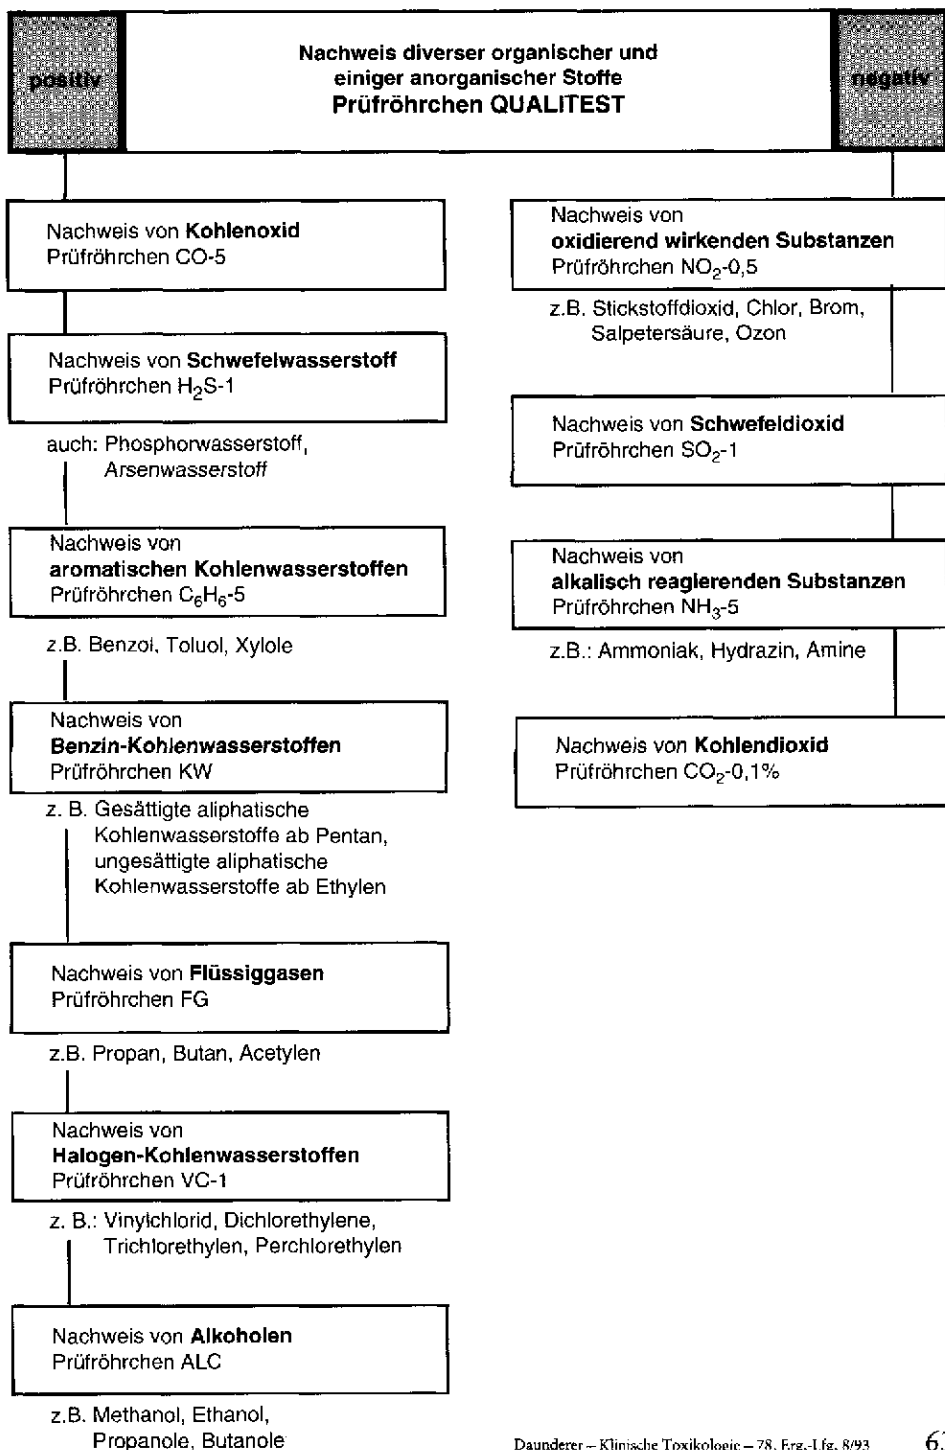 positiv
Nachweis diverser organischer und
einiger anorganischer Stoffe
Prüfröhrchen QUALITEST
negativ
Nachweis von Kohlenoxid
Prüfröhrchen CO-5
Nachweis von Schwefelwasserstoff
Prüfröhrchen H₂S-1
auch: Phosphorwasserstoff,
Arsenwasserstoff
Nachweis von
aromatischen Kohlenwasserstoffen
Prüfröhrchen C₆H₆-5
z.B. Benzol, Toluol, Xylole
Nachweis von
Benzin-Kohlenwasserstoffen
Prüfröhrchen KW
z. B. Gesättigte aliphatische
Kohlenwasserstoffe ab Pentan,
ungesättigte aliphatische
Kohlenwasserstoffe ab Ethylen
Nachweis von Flüssiggasen
Prüfröhrchen FG
z.B. Propan, Butan, Acetylen
Nachweis von
Halogen-Kohlenwasserstoffen
Prüfröhrchen VC-1
z. B.: Vinylchlorid, Dichlorethylene,
Trichlorethylen, Perchlorethylen
Nachweis von Alkoholen
Prüfröhrchen ALC
z.B. Methanol, Ethanol,
Propanole, Butanole
Nachweis von
oxidierend wirkenden Substanzen
Prüfröhrchen NO₂-0,5
z.B. Stickstoffdioxid, Chlor, Brom,
Salpetersäure, Ozon
Nachweis von Schwefeldioxid
Prüfröhrchen SO₂-1
Nachweis von
alkalisch reagierenden Substanzen
Prüfröhrchen NH₃-5
z.B.: Ammoniak, Hydrazin, Amine
Nachweis von Kohlendioxid
Prüfröhrchen CO₂-0,1%
Daunderer – Klinische Toxikologie – 78. Erg.-Lfg. 8/93